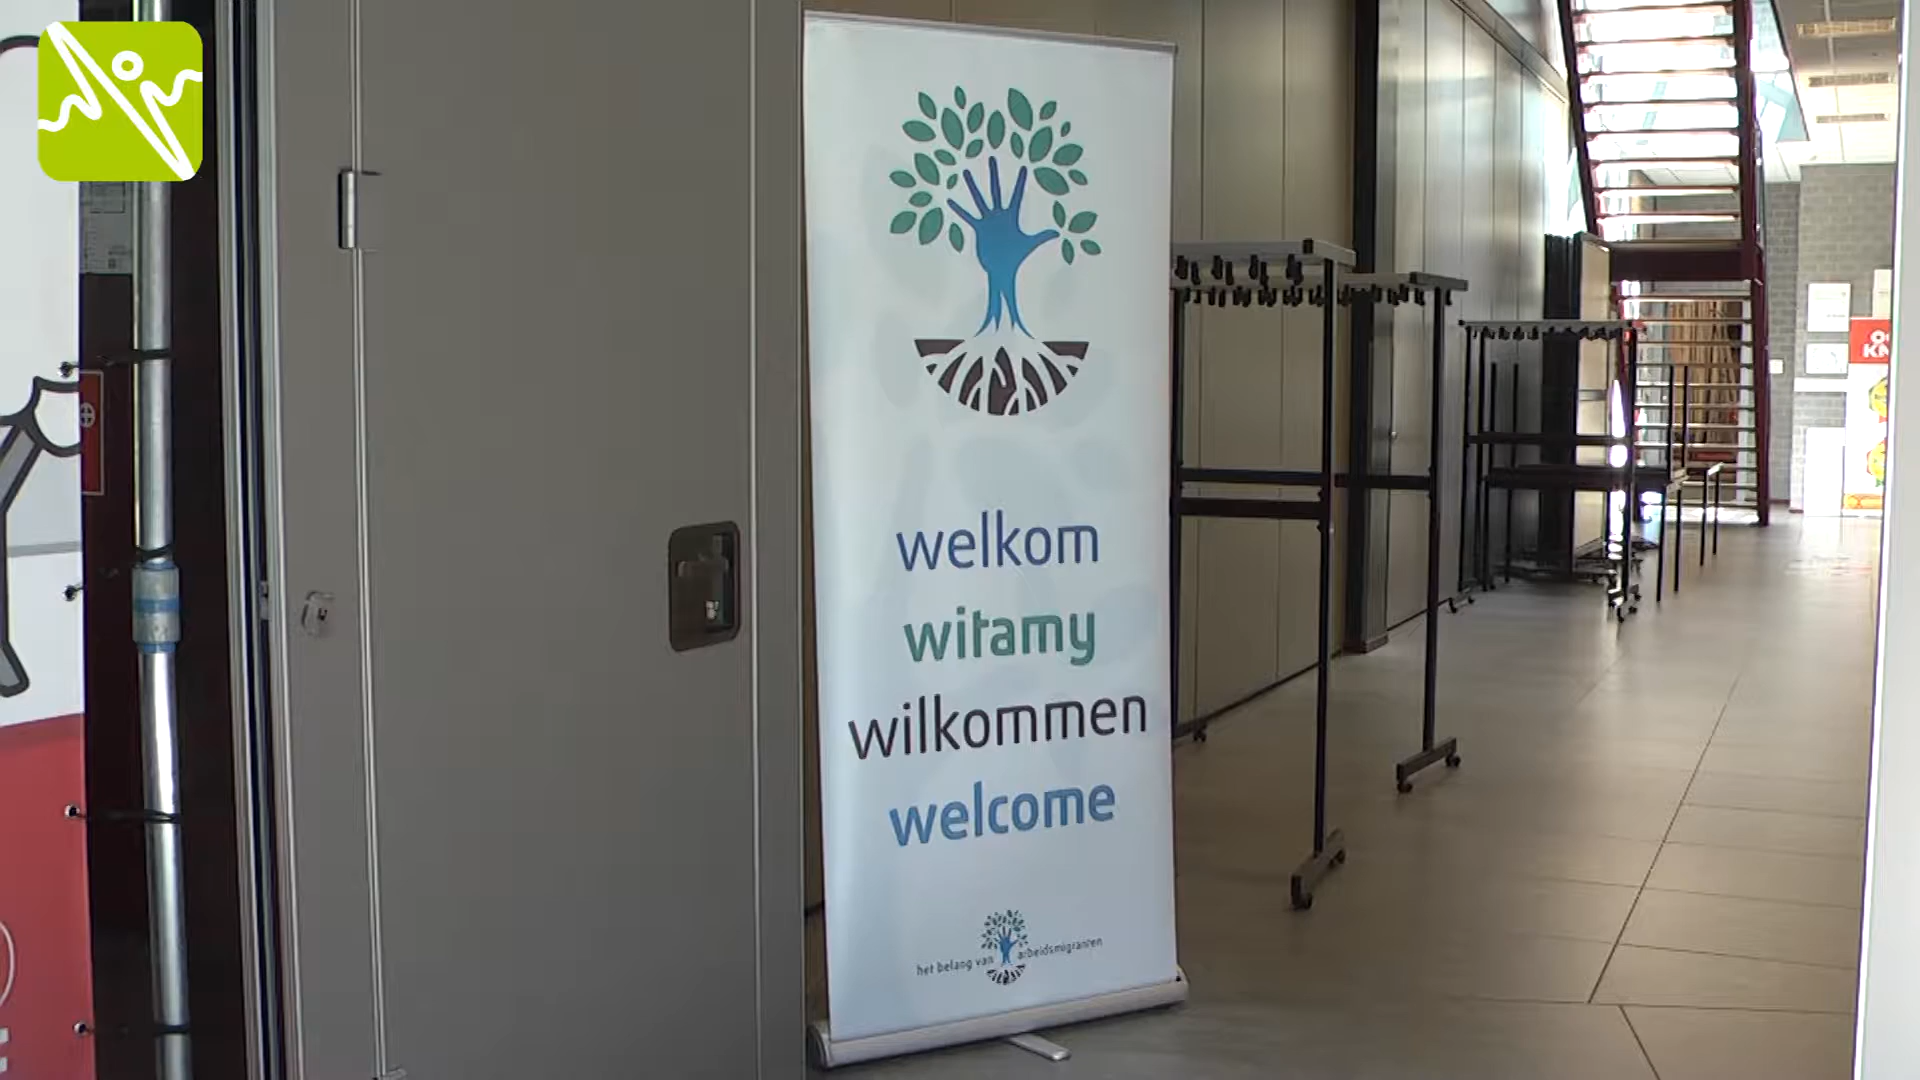 welkom
witamy
wilkommen
welcome
het belang van arbeidsmigranten